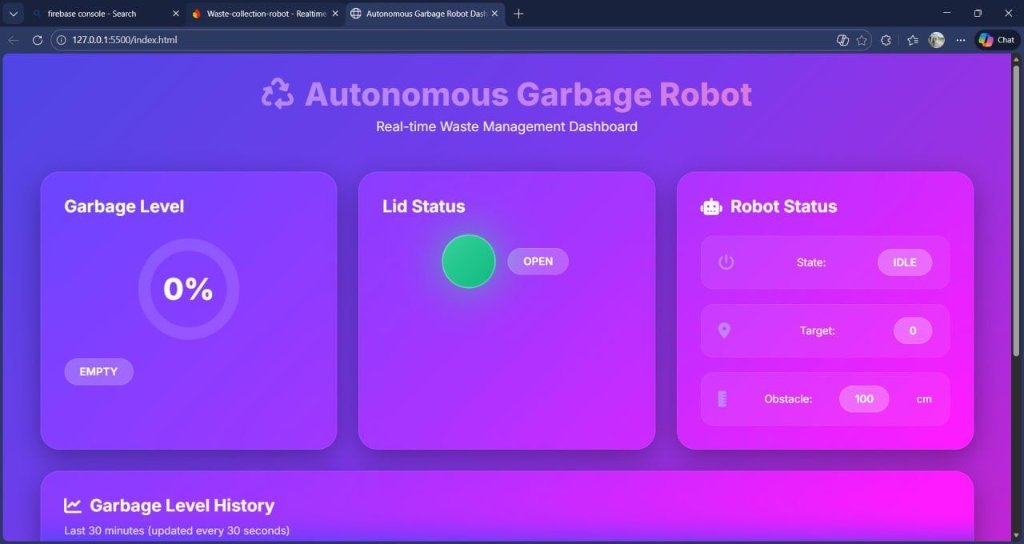 firebase console - Search
Waste-collection-robot - Realtime
Autonomous Garbage Robot Dash
127.0.0.1:5500/index.html
Chat
Autonomous Garbage Robot
Real-time Waste Management Dashboard
Garbage Level
0%
EMPTY
Lid Status
OPEN
Robot Status
State:
IDLE
Target:
0
Obstacle:
100
cm
Garbage Level History
Last 30 minutes (updated every 30 seconds)